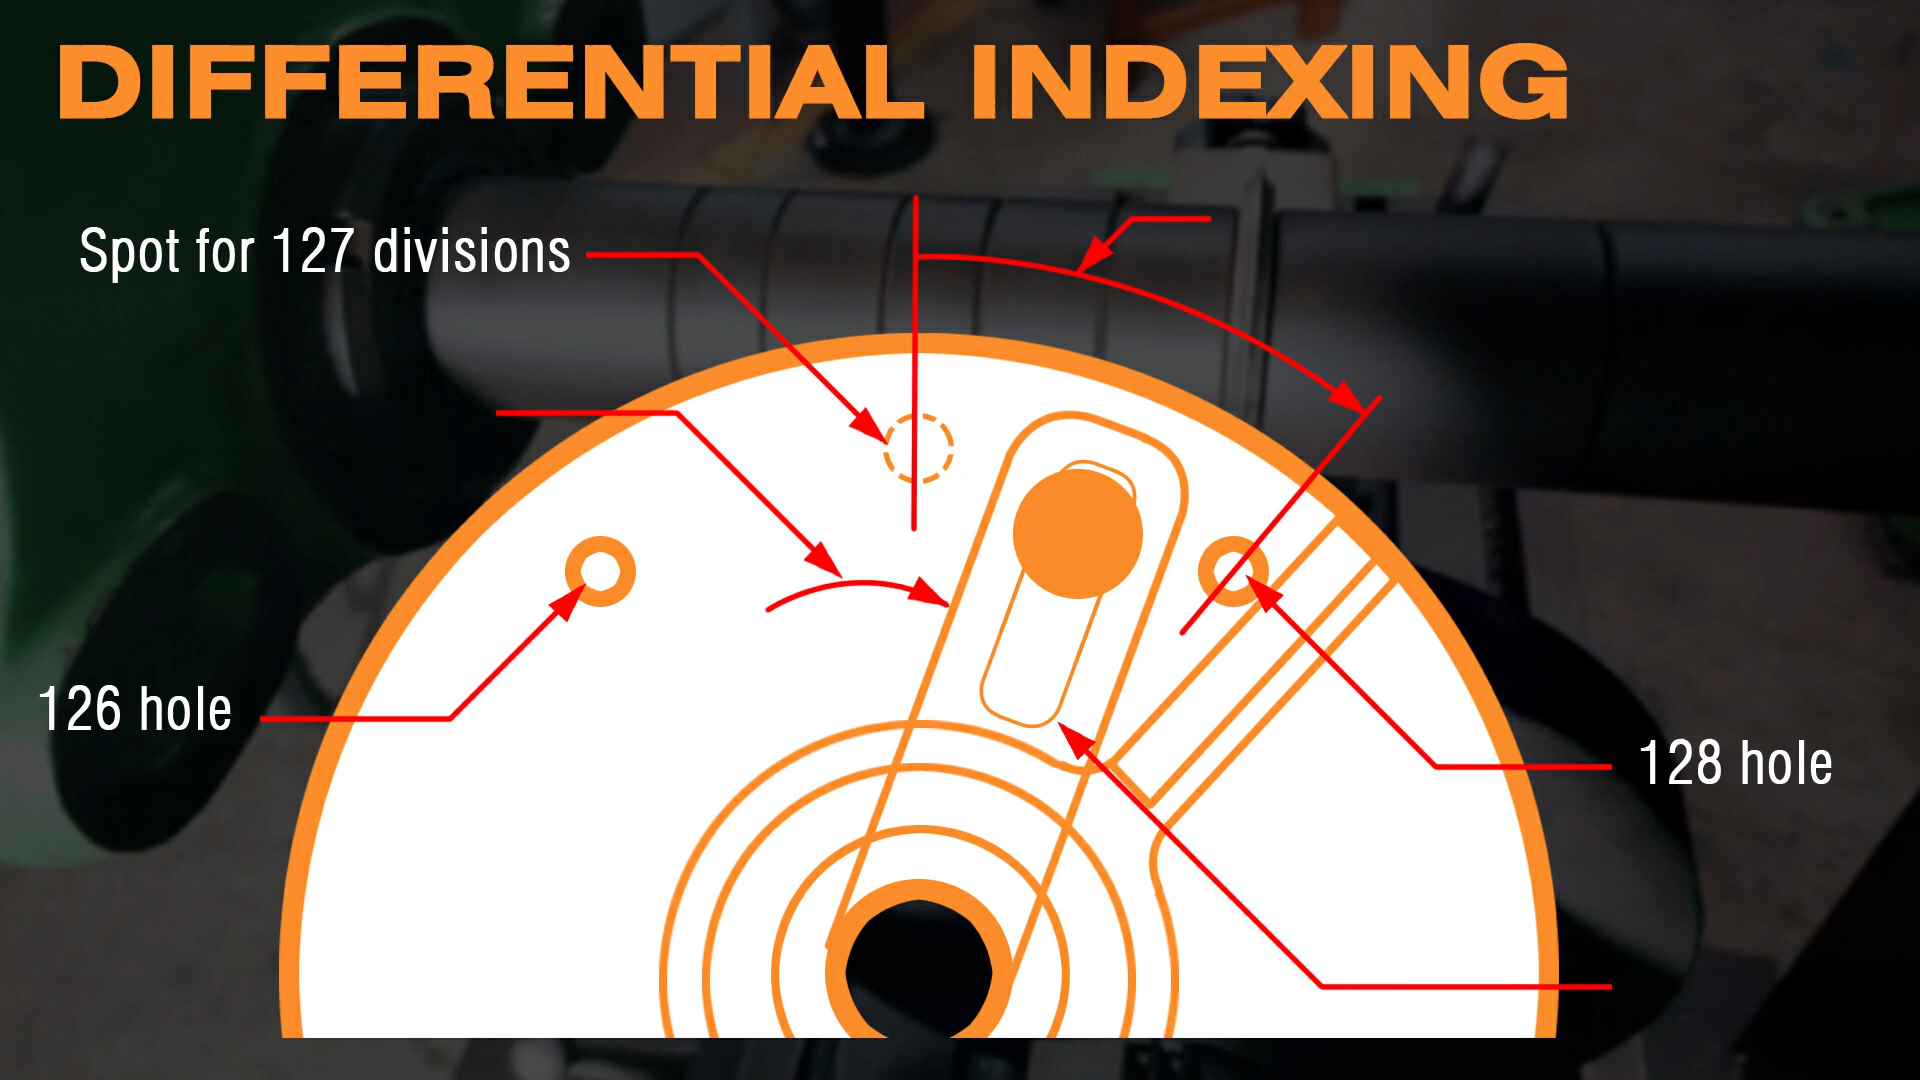 DIFFERENTIAL INDEXING
Spot for 127 divisions
126 hole
128 hole